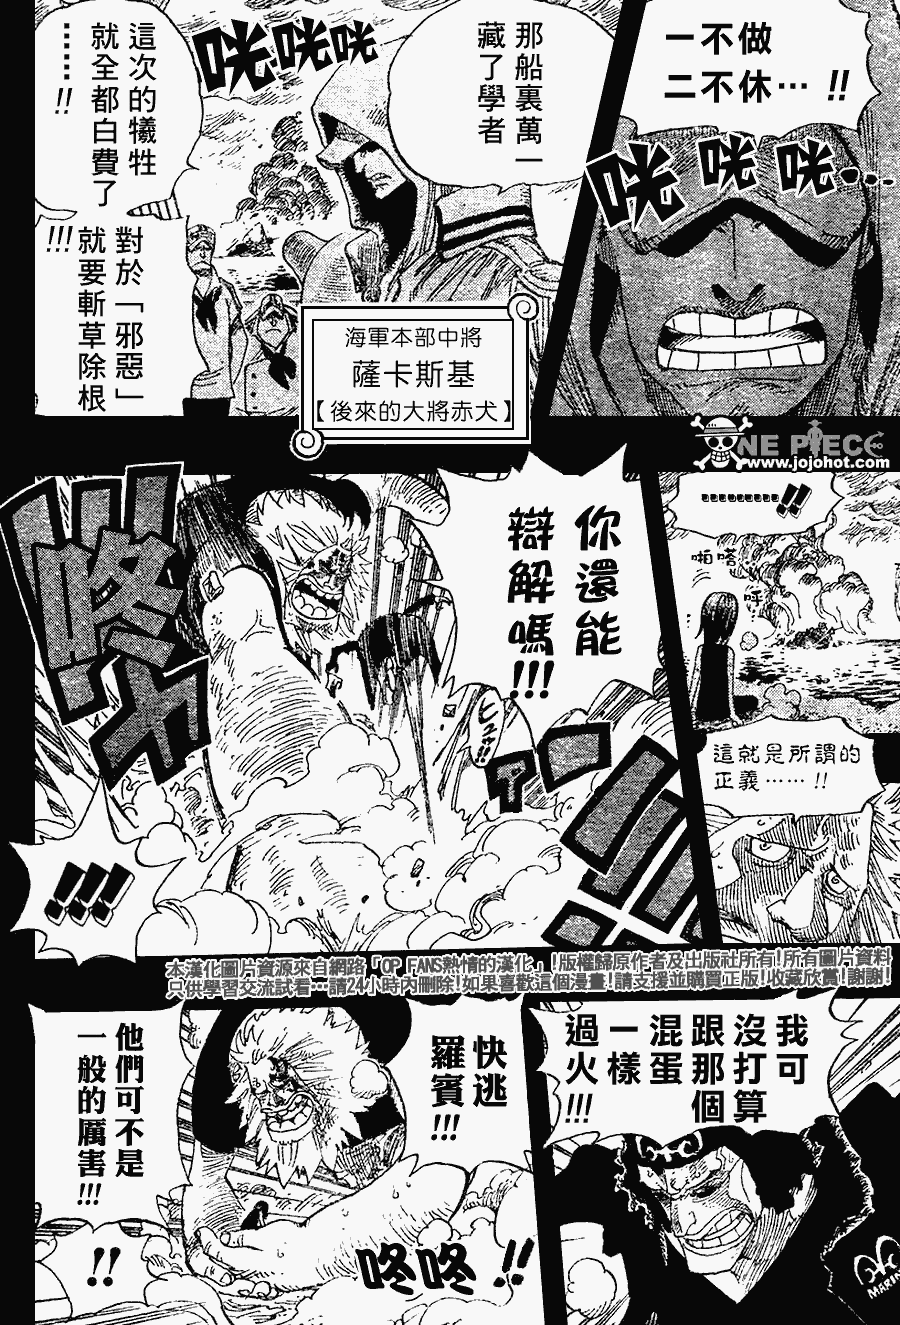 一不做
二不休…!!
咣咣咣…
那船裏萬一
藏了學者
咣咣咣
這次的犧牲
就全都白費了
……!!
對於「邪惡」
就要斬草除根
!!!
海軍本部中將
薩卡斯基
【後來的大將赤犬】
ONE PIECE
www.jojohot.com
………!!
啪嗒
呼
這就是所謂的
正義……!!
你還能
辯解嗎!!!
咚
!!!!
本漢化圖片資源來自網路「OP FANS熱情的漢化」!版權歸原作者及出版社所有!所有圖片資料
只供學習交流試看…請24小時內刪除!如果喜歡這個漫畫!請支援並購買正版!收藏欣賞!謝謝!
我可
沒打算
跟那個
混蛋
一樣
過火!!!
MARIN
快逃
羅賓!!!
他們可不是
一般的厲害!!!
咚咚!!
!!